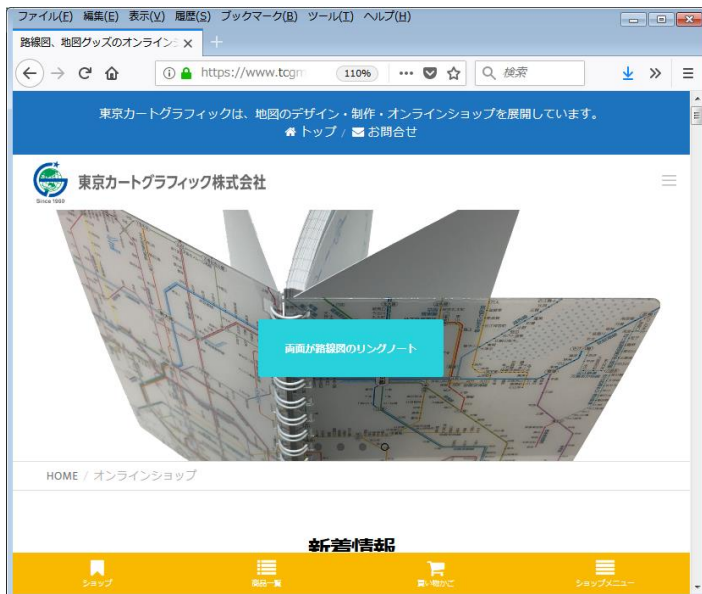 ファイル(F) 編集(E) 表示(V) 履歴(S) ブックマーク(B) ツール(T) ヘルプ(H)
路線図、地図グッズのオンライン
https://www.tcgm
110%
検索
東京カートグラフィックは、地図のデザイン・制作・オンラインショップを展開しています。
トップ / お問合せ
東京カートグラフィック株式会社
Since 1989
両面が路線図のリングノート
HOME / オンラインショップ
新着情報
ショップ
商品一覧
買い物かご
ショップメニュー